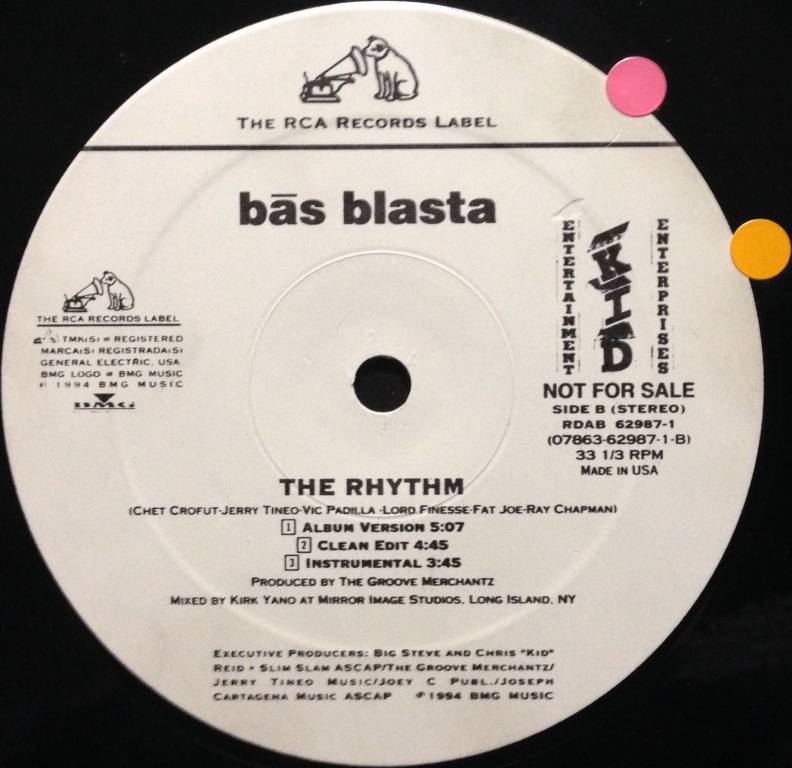 THE RCA RECORDS LABEL
bās blasta
ENTERTAINMENT
KID
ENTERPRISES
THE RCA RECORDS LABEL
TMK(S) ® REGISTERED
MARCA(S) REGISTRADA(S)
GENERAL ELECTRIC, USA.
BMG LOGO ® BMG MUSIC
© 1994 BMG MUSIC
BMG
NOT FOR SALE
SIDE B (STEREO)
RDAB 62987-1
(07863-62987-1-B)
33 1/3 RPM
MADE IN USA
THE RHYTHM
(CHET CROFUT-JERRY TINEO-VIC PADILLA -LORD FINESSE-FAT JOE-RAY CHAPMAN)
1 ALBUM VERSION 5:07
2 CLEAN EDIT 4:45
3 INSTRUMENTAL 3:45
PRODUCED BY THE GROOVE MERCHANTZ
MIXED BY KIRK YANO AT MIRROR IMAGE STUDIOS, LONG ISLAND, NY
EXECUTIVE PRODUCERS: BIG STEVE AND CHRIS "KID"
REID • SLIM SLAM ASCAP/THE GROOVE MERCHANTZ/
JERRY TINEO MUSIC/JOEY C PUBL./JOSEPH
CARTAGENA MUSIC ASCAP ℗ 1994 BMG MUSIC